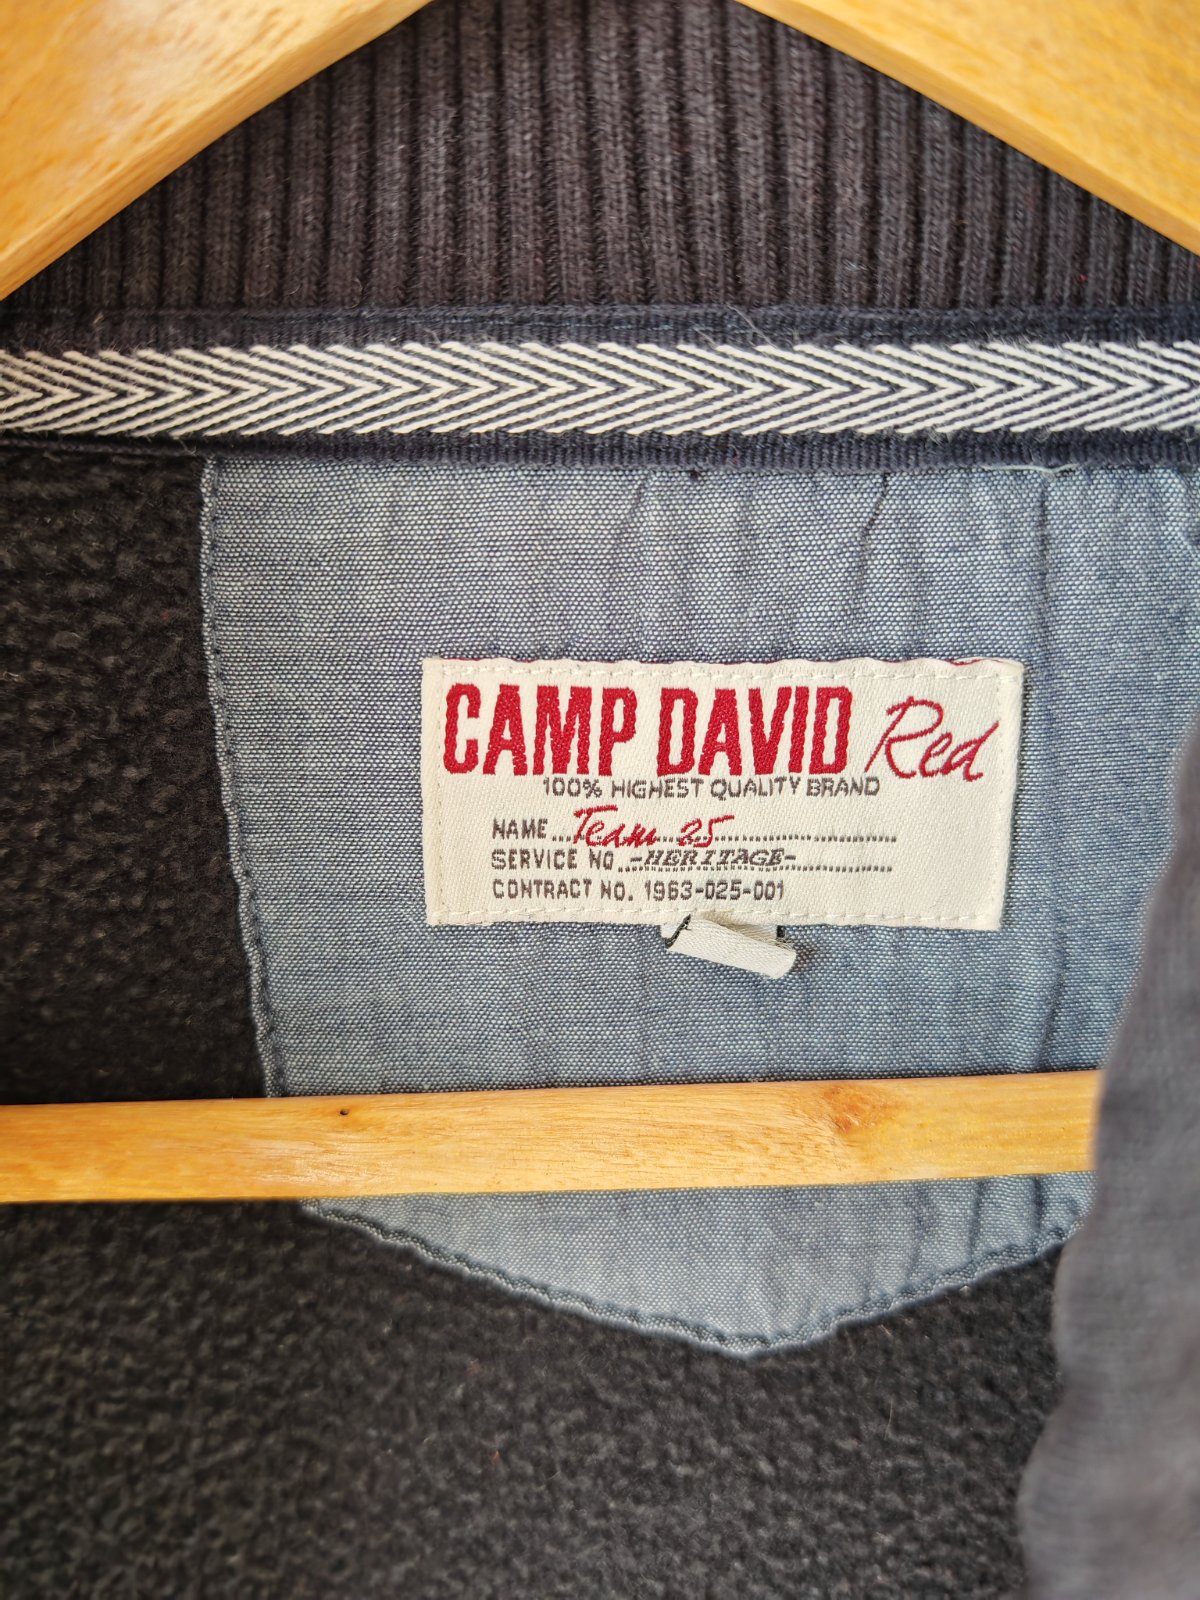 CAMP DAVID Red
100% HIGHEST QUALITY BRAND
NAME...Team 25
SERVICE NO...-HERITAGE-
CONTRACT NO. 1963-025-001